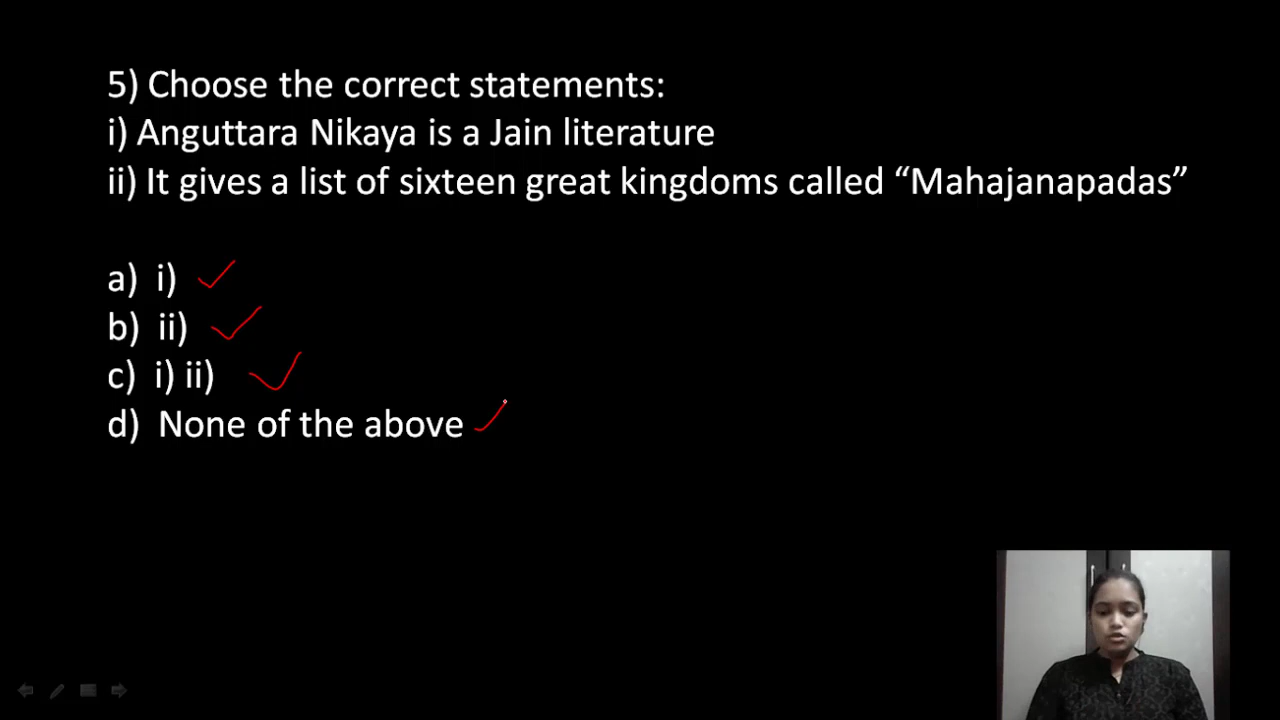 5) Choose the correct statements:
i) Anguttara Nikaya is a Jain literature
ii) It gives a list of sixteen great kingdoms called “Mahajanapadas”
a) i)
b) ii)
c) i) ii)
d) None of the above